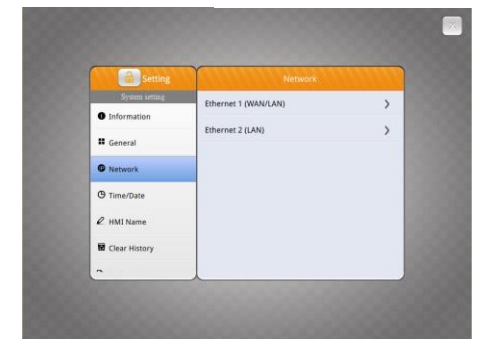 Setting
System setting
Information
General
Network
Time/Date
HMI Name
Clear History
Network
Ethernet 1 (WAN/LAN)
Ethernet 2 (LAN)